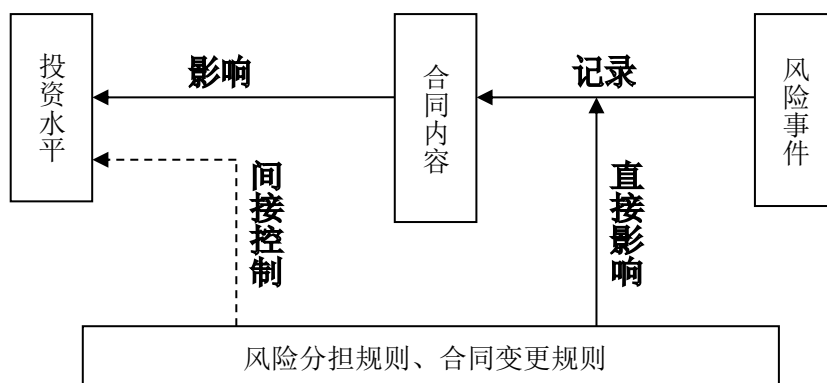 投资水平
影响
合同内容
记录
风险事件
间接控制
直接影响
风险分担规则、合同变更规则